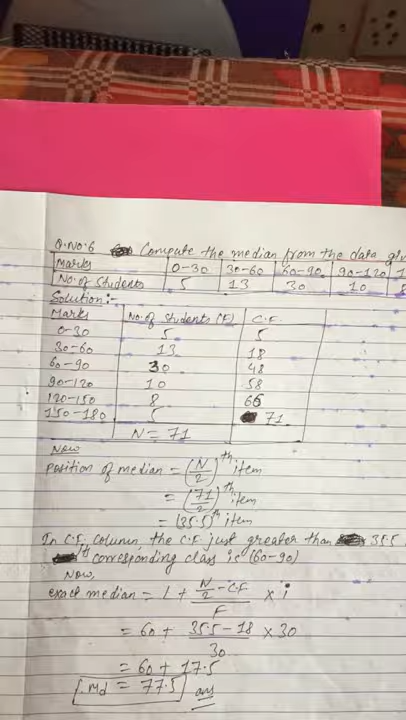 Q.No.6 Compute the median from the data
Marks 0-30 30-60 60-90 90-120
No. of students 5 13 30 10
Solution:-
Marks No. of students (F) C.F.
0-30 5 5
30-60 13 18
60-90 30 48
90-120 10 58
120-150 8 66
150-180 5 71
N = 71
Now
position of median = (N/2)th item
= (71/2)th item
= (35.5)th item
In C.F. column the C.F. just greater than 35.5
corresponding class is (60-90)
Now,
exact median = L + N/2 - C.F. / F × i
= 60 + 35.5 - 18 / 30 × 30
= 60 + 17.5
Md = 77.5 ans